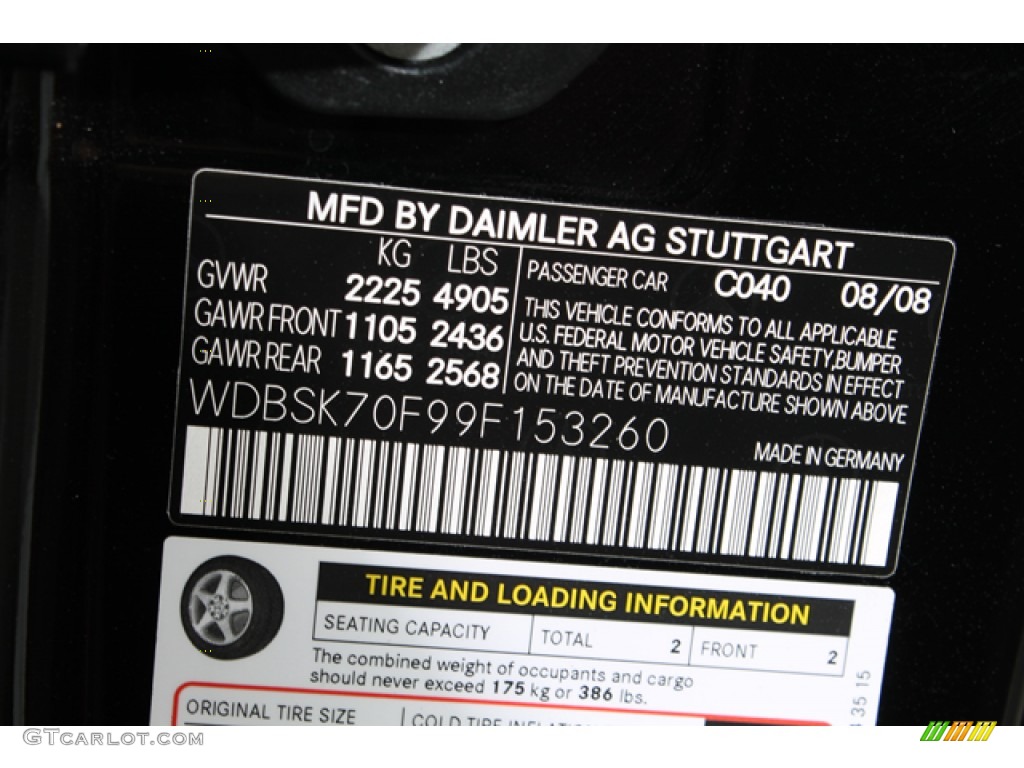 MFD BY DAIMLER AG STUTTGART
KG LBS
GVWR 2225 4905
GAWR FRONT 1105 2436
GAWR REAR 1165 2568
PASSENGER CAR C040 08/08
THIS VEHICLE CONFORMS TO ALL APPLICABLE
U.S. FEDERAL MOTOR VEHICLE SAFETY,BUMPER
AND THEFT PREVENTION STANDARDS IN EFFECT
ON THE DATE OF MANUFACTURE SHOWN ABOVE
WDBSK70F99F153260
MADE IN GERMANY
TIRE AND LOADING INFORMATION
SEATING CAPACITY TOTAL 2 FRONT 2
The combined weight of occupants and cargo
should never exceed 175 kg or 386 lbs.
ORIGINAL TIRE SIZE COLD TIRE
GTCARLOT.COM